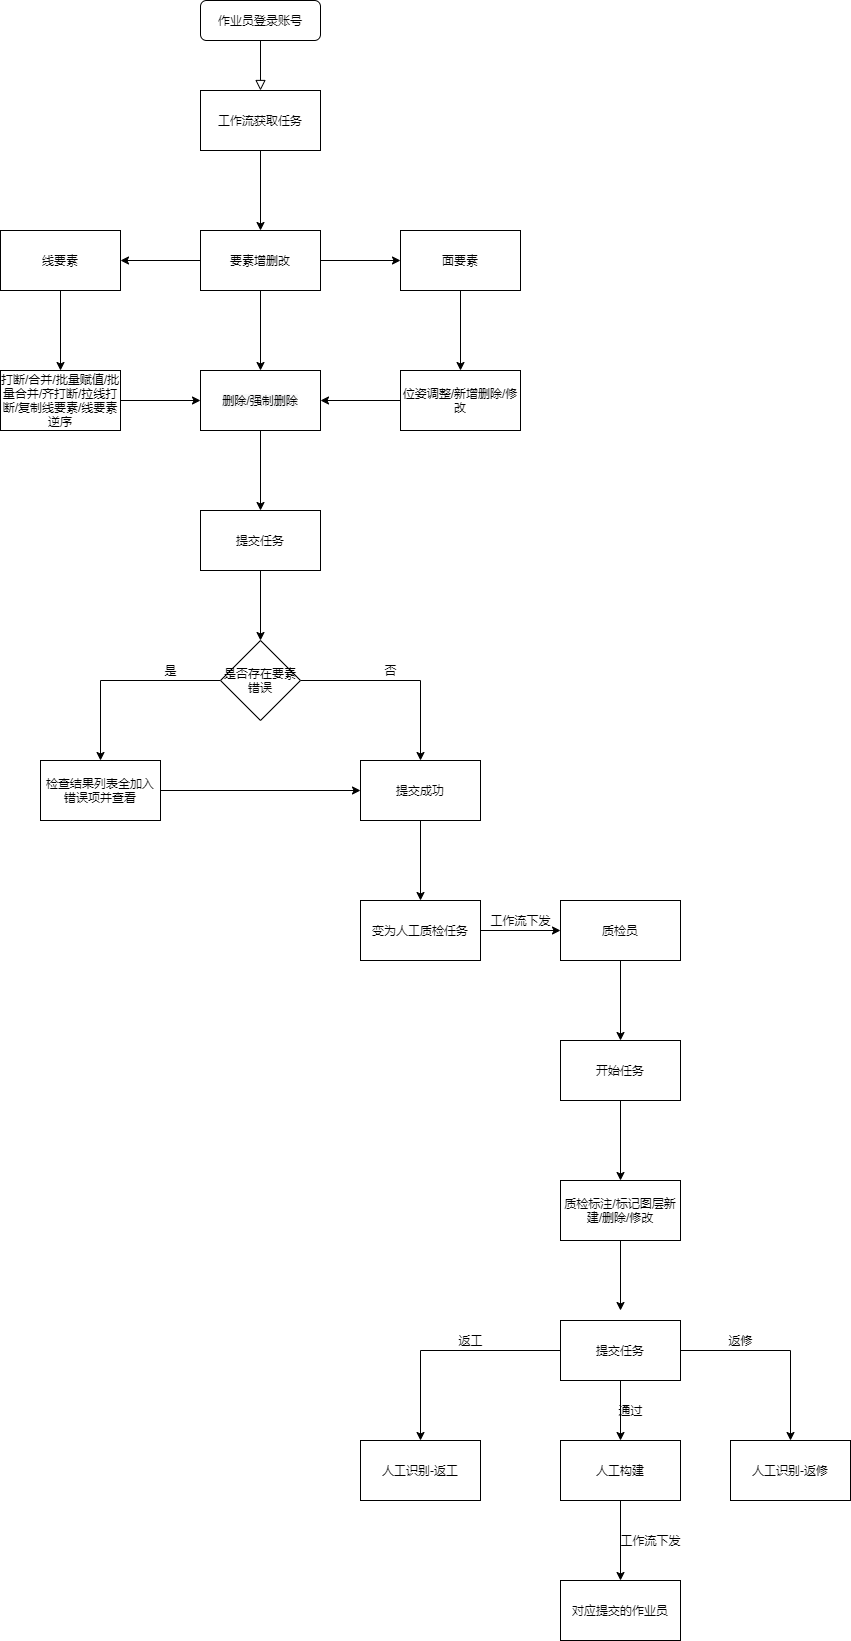 作业员登录账号
工作流获取任务
线要素
要素增删改
面要素
打断/合并/批量赋值/批
量合并/齐打断/拉线打
断/复制线要素/线要素
逆序
删除/强制删除
位姿调整/新增删除/修
改
提交任务
是否存在要素
错误
是
否
检查结果列表全加入
错误项并查看
提交成功
变为人工质检任务
工作流下发
质检员
开始任务
质检标注/标记图层新
建/删除/修改
提交任务
返工
返修
通过
人工识别-返工
人工构建
人工识别-返修
工作流下发
对应提交的作业员